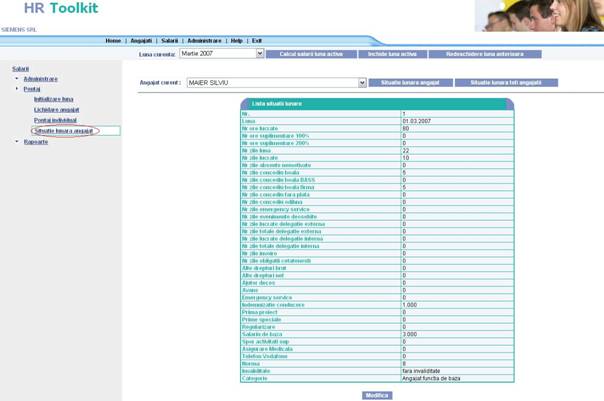 HR Toolkit
SIEMENS SRL
Home | Angajati | Salarii | Administrare | Help | Exit
Luna curenta: Martie 2007 Calcul salarii luna activa Inchide luna activa Redeschidere luna anterioara
Salarii
Administrare
Pontaj
Initializare luna
Lichidare angajat
Pontaj individual
Situatie lunara angajat
Rapoarte
Angajat curent : MAIER SILVIU Situatie lunara angajat Situatie lunara toti angajatii
Lista situatii lunare
Nr. 1
Luna 01.03.2007
Nr ore lucrate 80
Nr ore suplimentare 100% 0
Nr ore suplimentare 200% 0
Nr zile luna 22
Nr zile lucrate 10
Nr zile absente nemotivate 0
Nr zile concediu boala 5
Nr zile concediu boala BASS 0
Nr zile concediu boala firma 5
Nr zile concediu fara plata 0
Nr zile concediu odihna 0
Nr zile emergency service 0
Nr zile evenimente deosebite 0
Nr zile lucrate delegatie externa 0
Nr zile totale delegatie externa 0
Nr zile lucrate delegatie interna 0
Nr zile totale delegatie interna 0
Nr zile invoire 0
Nr zile obligatii cetatenesti 0
Alte drepturi brut 0
Alte drepturi net 0
Ajutor deces 0
Avans 0
Emergency service 0
Indemnizatie conducere 1.000
Prima proiect 0
Prime speciale 0
Regularizare 0
Salariu de baza 3.000
Spor activitati sup 0
Asigurare Medicala 0
Telefon Vodafone 0
Norma 8
Invaliditate fara invaliditate
Categorie Angajat functia de baza
Modifica